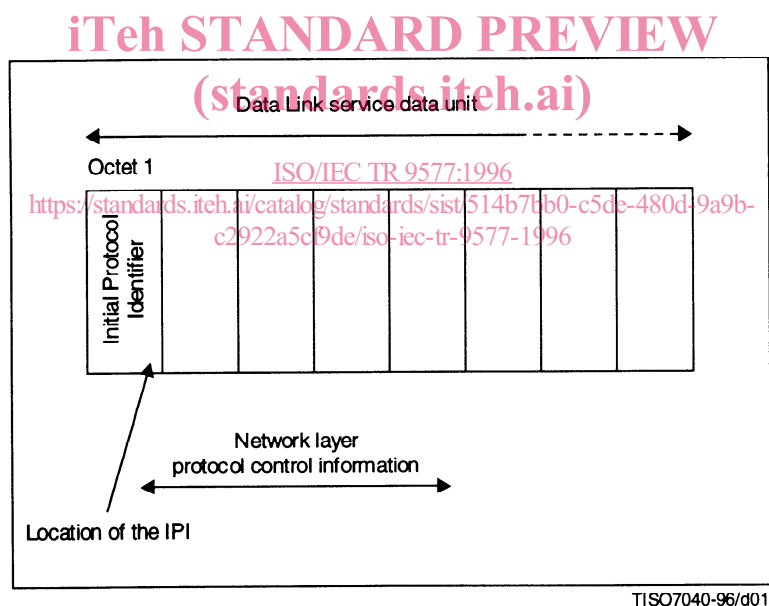 iTeh STANDARD PREVIEW
(standards.iteh.ai)
Data Link service data unit
Octet 1
ISO/IEC TR 9577:1996
https://standards.iteh.ai/catalog/standards/sist/514b7bb0-c5de-480d-9a9b-
c2922a5cf9de/iso-iec-tr-9577-1996
Initial Protocol
Identifier
Network layer
protocol control information
Location of the IPI
TISO7040-96/d01